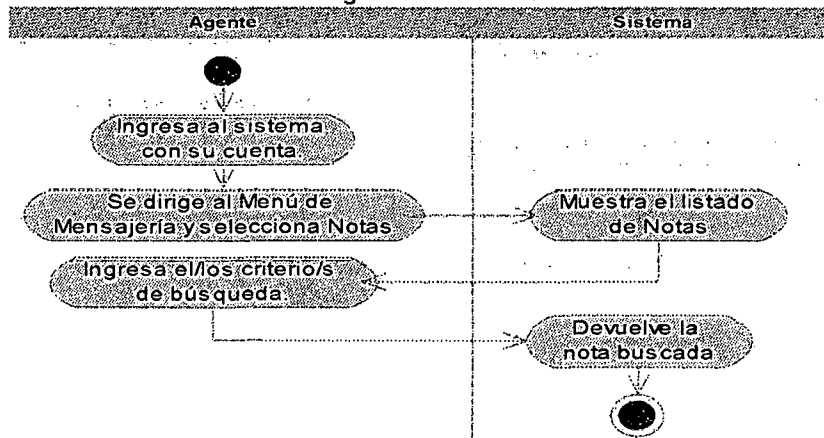 Agente
Sistema
Ingresa al sistema
con su cuenta.
Se dirige al Menú de
Mensajería y selecciona Notas
Muestra el listado
de Notas
Ingresa el/los criterio/s
de búsqueda.
Devuelve la
nota buscada